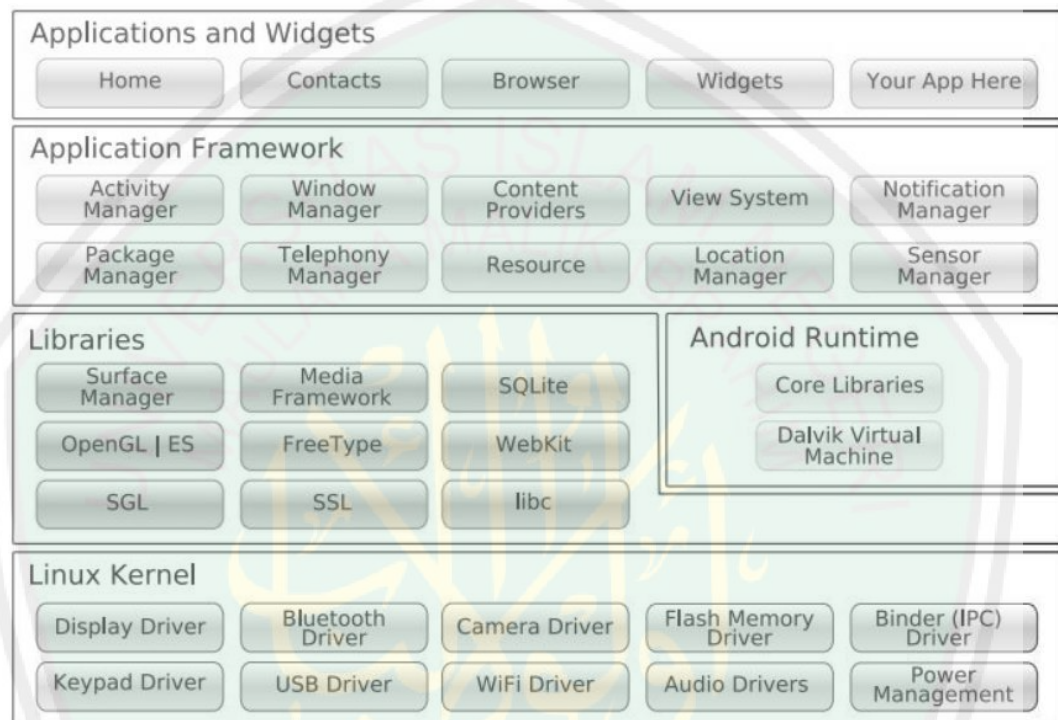 Applications and Widgets
Home
Contacts
Browser
Widgets
Your App Here
Application Framework
Activity
Manager
Window
Manager
Content
Providers
View System
Notification
Manager
Package
Manager
Telephony
Manager
Resource
Location
Manager
Sensor
Manager
Libraries
Surface
Manager
Media
Framework
SQLite
OpenGL | ES
FreeType
WebKit
SGL
SSL
libc
Android Runtime
Core Libraries
Dalvik Virtual
Machine
Linux Kernel
Display Driver
Bluetooth
Driver
Camera Driver
Flash Memory
Driver
Binder (IPC)
Driver
Keypad Driver
USB Driver
WiFi Driver
Audio Drivers
Power
Management